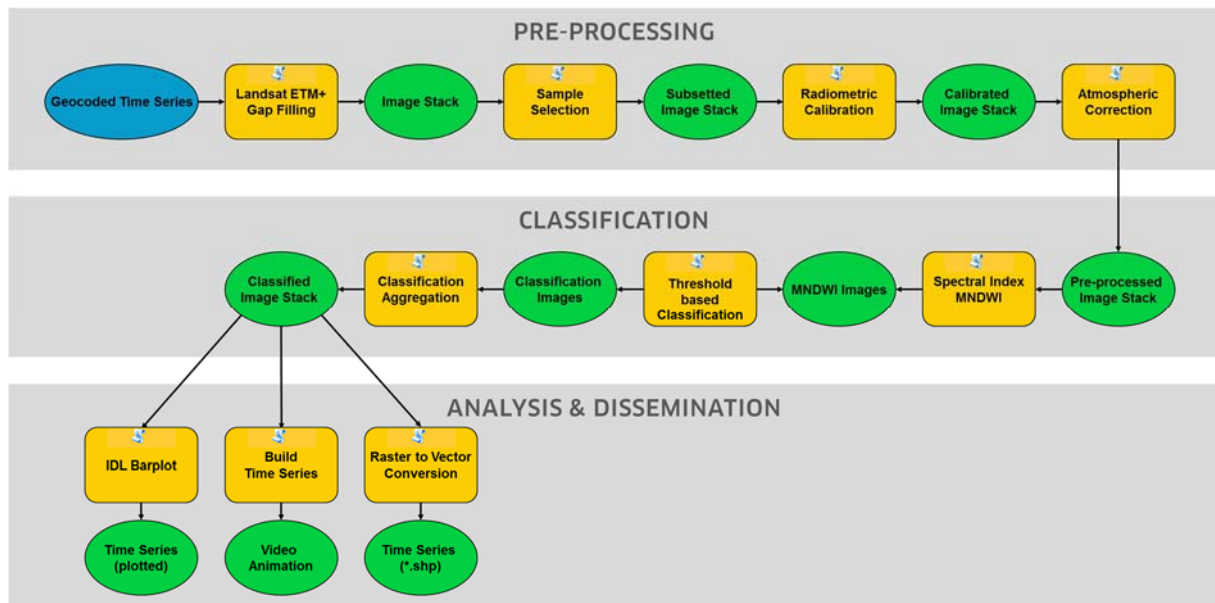 PRE-PROCESSING
Geocoded Time Series
Landsat ETM+
Gap Filling
Image Stack
Sample
Selection
Subsetted
Image Stack
Radiometric
Calibration
Calibrated
Image Stack
Atmospheric
Correction
CLASSIFICATION
Classified
Image Stack
Classification
Aggregation
Classification
Images
Threshold
based
Classification
MNDWI Images
Spectral Index
MNDWI
Pre-processed
Image Stack
ANALYSIS & DISSEMINATION
IDL Barplot
Build
Time Series
Raster to Vector
Conversion
Time Series
(plotted)
Video
Animation
Time Series
(*.shp)